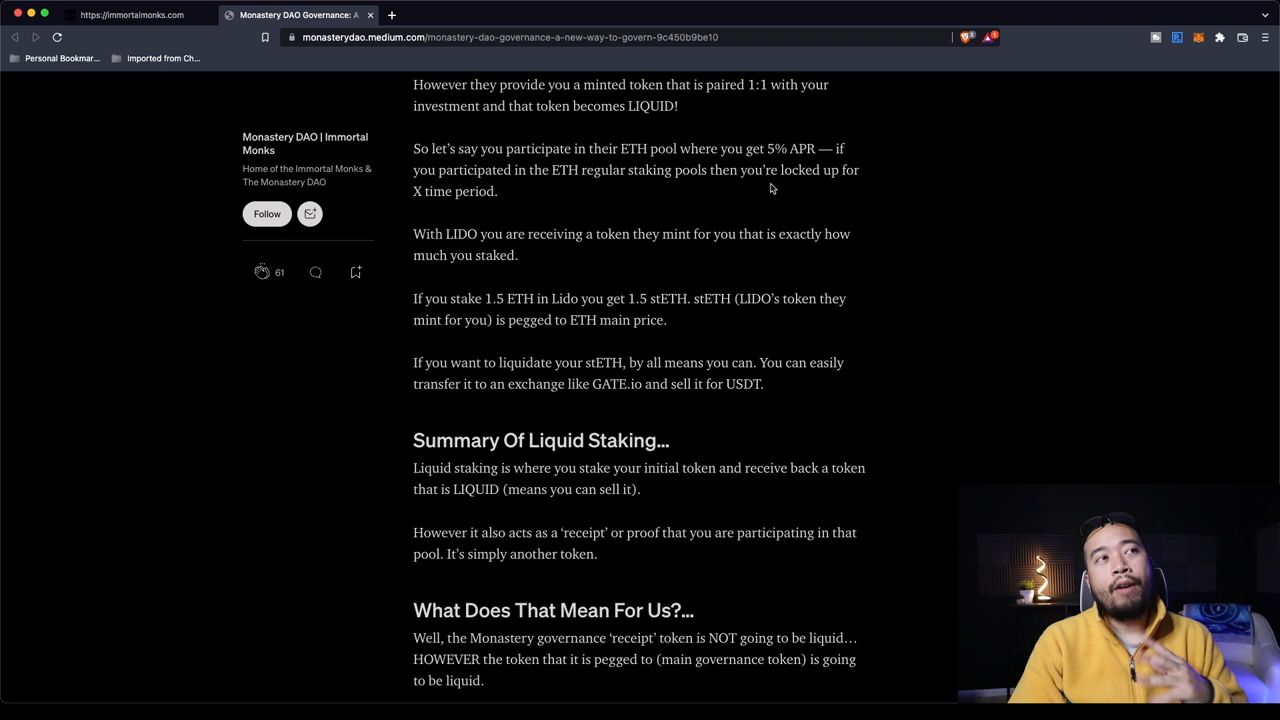 https://immortalmonks.com
Monastery DAO Governance: A
monasterydao.medium.com/monastery-dao-governance-a-new-way-to-govern-9c450b9be10
Personal Bookmar...
Imported from Ch...
However they provide you a minted token that is paired 1:1 with your
investment and that token becomes LIQUID!
Monastery DAO | Immortal
Monks
Home of the Immortal Monks &
The Monastery DAO
Follow
61
So let’s say you participate in their ETH pool where you get 5% APR — if
you participated in the ETH regular staking pools then you’re locked up for
X time period.
With LIDO you are receiving a token they mint for you that is exactly how
much you staked.
If you stake 1.5 ETH in Lido you get 1.5 stETH. stETH (LIDO’s token they
mint for you) is pegged to ETH main price.
If you want to liquidate your stETH, by all means you can. You can easily
transfer it to an exchange like GATE.io and sell it for USDT.
Summary Of Liquid Staking...
Liquid staking is where you stake your initial token and receive back a token
that is LIQUID (means you can sell it).
However it also acts as a ‘receipt’ or proof that you are participating in that
pool. It’s simply another token.
What Does That Mean For Us?...
Well, the Monastery governance ‘receipt’ token is NOT going to be liquid…
HOWEVER the token that it is pegged to (main governance token) is going
to be liquid.